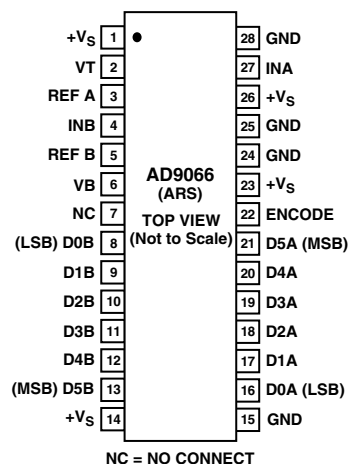 +VS 1 28 GND
VT 2 27 INA
REF A 3 26 +VS
INB 4 25 GND
REF B 5 24 GND
VB 6 23 +VS
NC 7 22 ENCODE
(LSB) D0B 8 21 D5A (MSB)
D1B 9 20 D4A
D2B 10 19 D3A
D3B 11 18 D2A
D4B 12 17 D1A
(MSB) D5B 13 16 D0A (LSB)
+VS 14 15 GND
AD9066
(ARS)
TOP VIEW
(Not to Scale)
NC = NO CONNECT